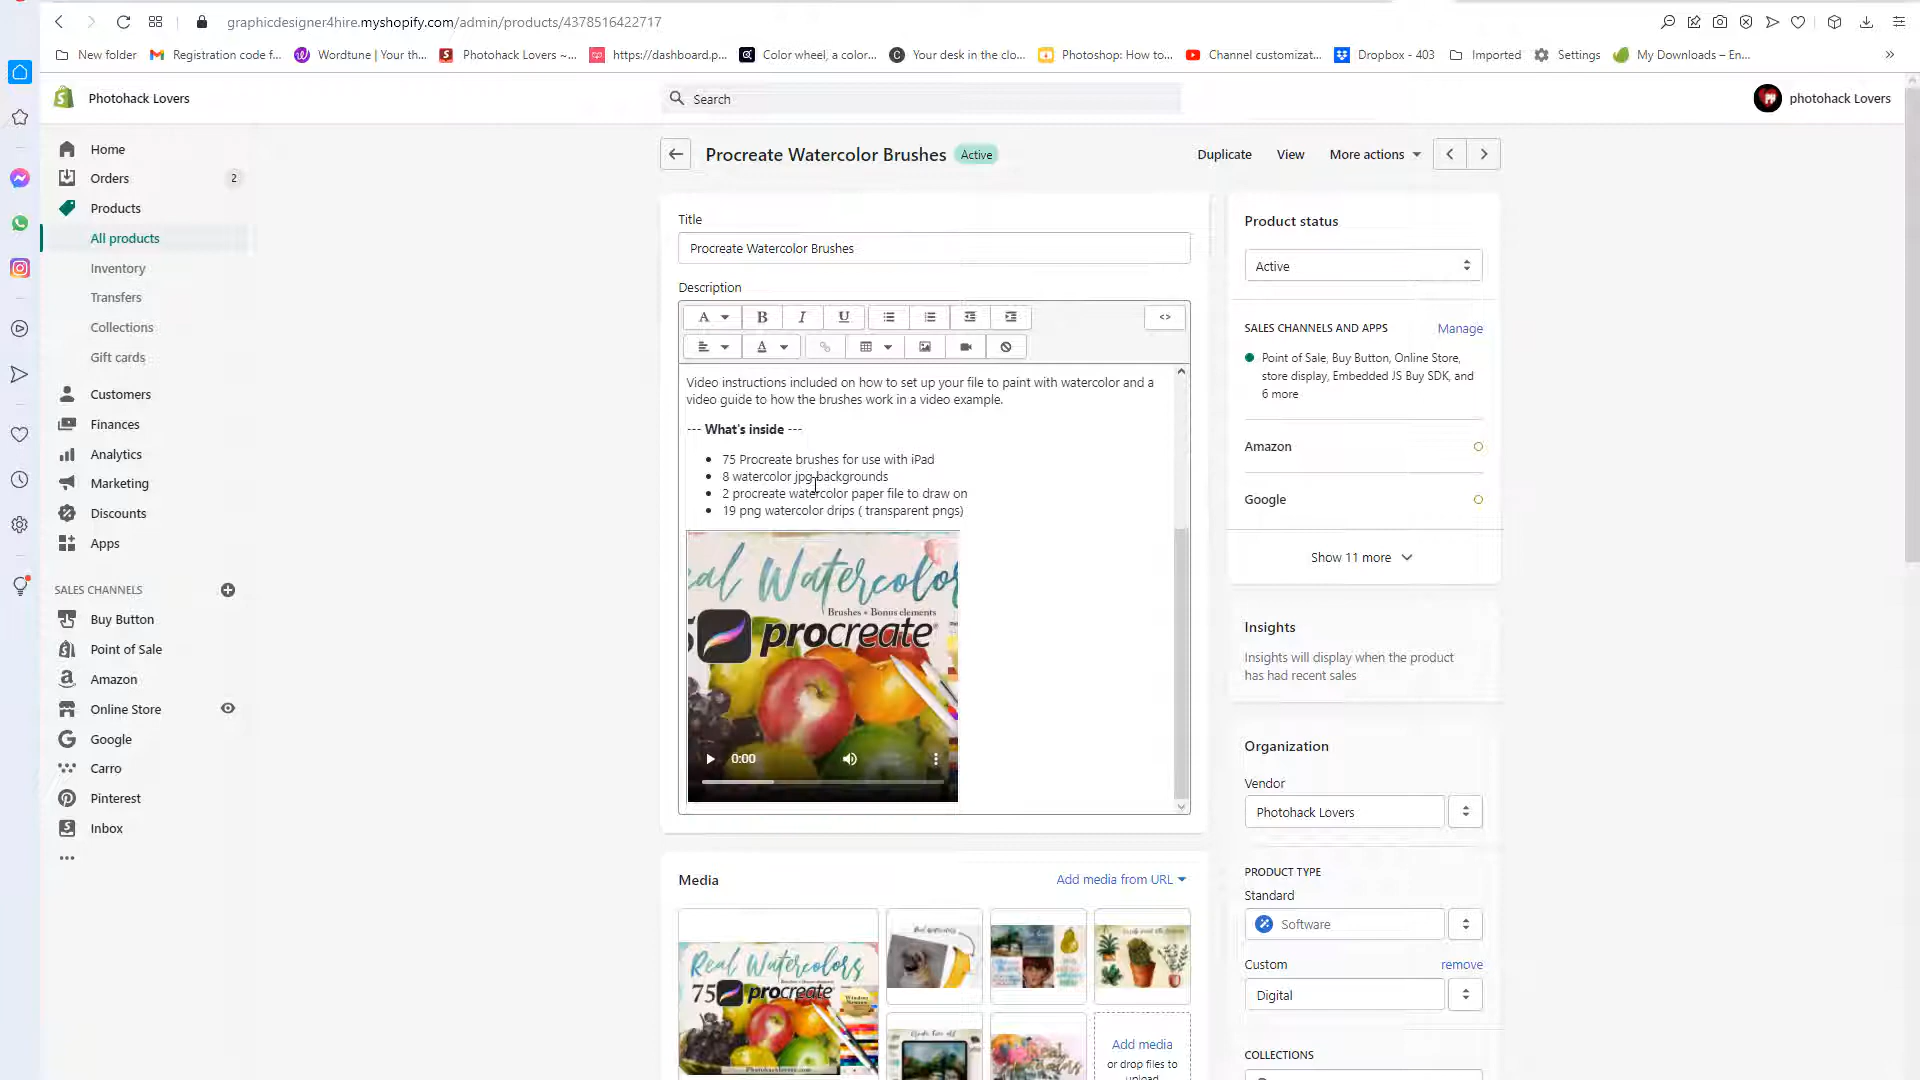 graphicdesigner4hire.myshopify.com/admin/products/4378516422717
New folder
Registration code f...
Wordtune | Your th...
Photohack Lovers ~...
https://dashboard.p...
Color wheel, a color...
Your desk in the clo...
Photoshop: How to...
Channel customizat...
Dropbox - 403
Imported
Settings
My Downloads – En...
Photohack Lovers
Search
photohack Lovers
Home
Orders
2
Products
All products
Inventory
Transfers
Collections
Gift cards
Customers
Finances
Analytics
Marketing
Discounts
Apps
SALES CHANNELS
Buy Button
Point of Sale
Amazon
Online Store
Google
Carro
Pinterest
Inbox
Procreate Watercolor Brushes
Active
Duplicate
View
More actions
Title
Procreate Watercolor Brushes
Description
A
B
I
U
<>
A
Video instructions included on how to set up your file to paint with watercolor and a
video guide to how the brushes work in a video example.
--- What's inside ---
75 Procreate brushes for use with iPad
8 watercolor jpg backgrounds
2 procreate watercolor paper file to draw on
19 png watercolor drips ( transparent pngs)
eal Watercolo
Brushes + Bonus elements
procreate
0:00
Media
Add media from URL
Real Watercolors
75 procreate
Photohacklovers.com
Add media
or drop files to
upload
Product status
Active
SALES CHANNELS AND APPS
Manage
Point of Sale, Buy Button, Online Store,
store display, Embedded JS Buy SDK, and
6 more
Amazon
Google
Show 11 more
Insights
Insights will display when the product
has had recent sales
Organization
Vendor
Photohack Lovers
PRODUCT TYPE
Standard
Software
Custom
remove
Digital
COLLECTIONS